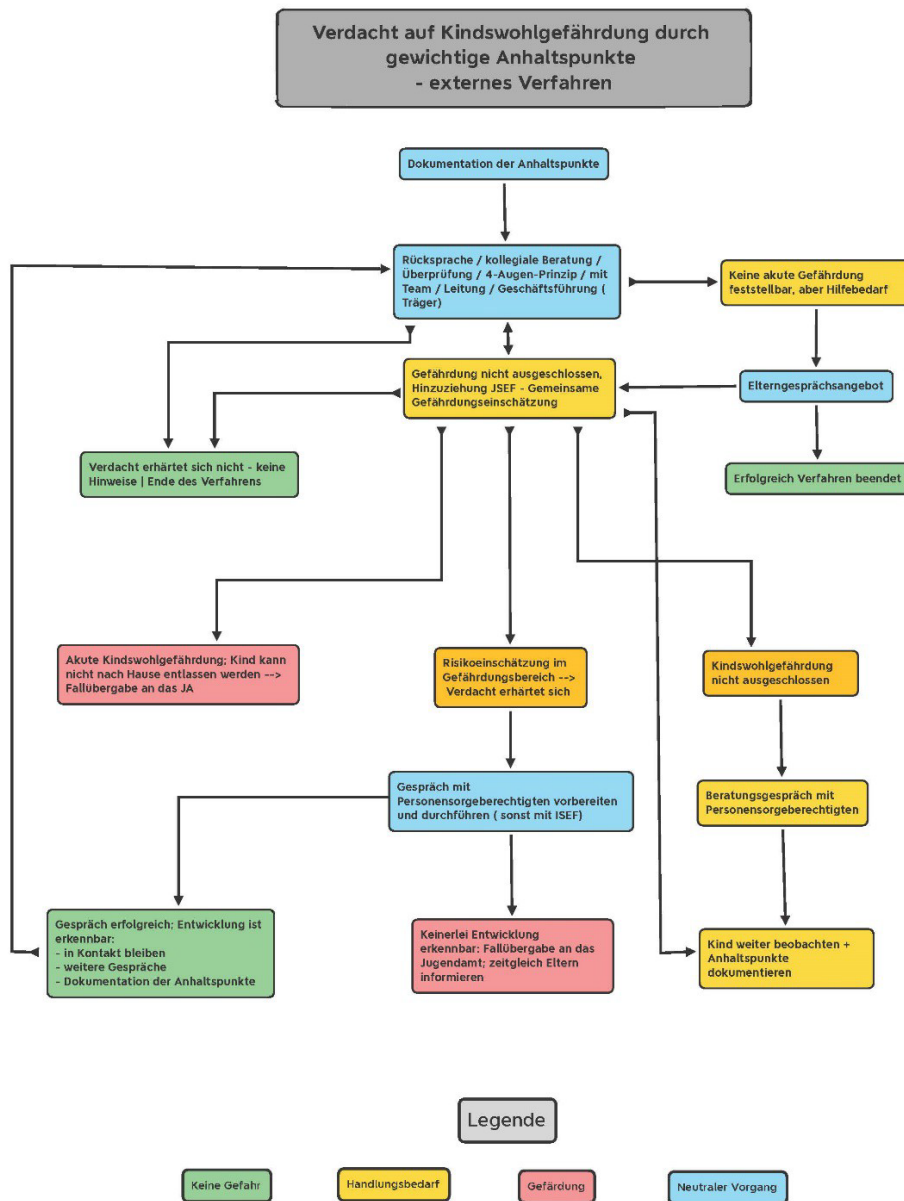 Verdacht auf Kindswohlgefährdung durch
gewichtige Anhaltspunkte
- externes Verfahren
Dokumentation der Anhaltspunkte
Rücksprache / kollegiale Beratung /
Überprüfung / 4-Augen-Prinzip / mit
Team / Leitung / Geschäftsführung (
Träger)
Keine akute Gefährdung
feststellbar, aber Hilfebedarf
Gefährdung nicht ausgeschlossen,
Hinzuziehung JSEF - Gemeinsame
Gefährdungseinschätzung
Elterngesprächsangebot
Verdacht erhärtet sich nicht - keine
Hinweise | Ende des Verfahrens
Erfolgreich Verfahren beendet
Akute Kindswohlgefährdung; Kind kann
nicht nach Hause entlassen werden -->
Fallübergabe an das JA
Risikoeinschätzung im
Gefährdungsbereich -->
Verdacht erhärtet sich
Kindswohlgefährdung
nicht ausgeschlossen
Gespräch mit
Personensorgeberechtigten vorbereiten
und durchführen ( sonst mit ISEF)
Beratungsgespräch mit
Personensorgeberechtigten
Gespräch erfolgreich; Entwicklung ist
erkennbar:
- in Kontakt bleiben
- weitere Gespräche
- Dokumentation der Anhaltspunkte
Keinerlei Entwicklung
erkennbar: Fallübergabe an das
Jugendamt; zeitgleich Eltern
informieren
Kind weiter beobachten +
Anhaltspunkte
dokumentieren
Legende
Keine Gefahr
Handlungsbedarf
Gefärdung
Neutraler Vorgang